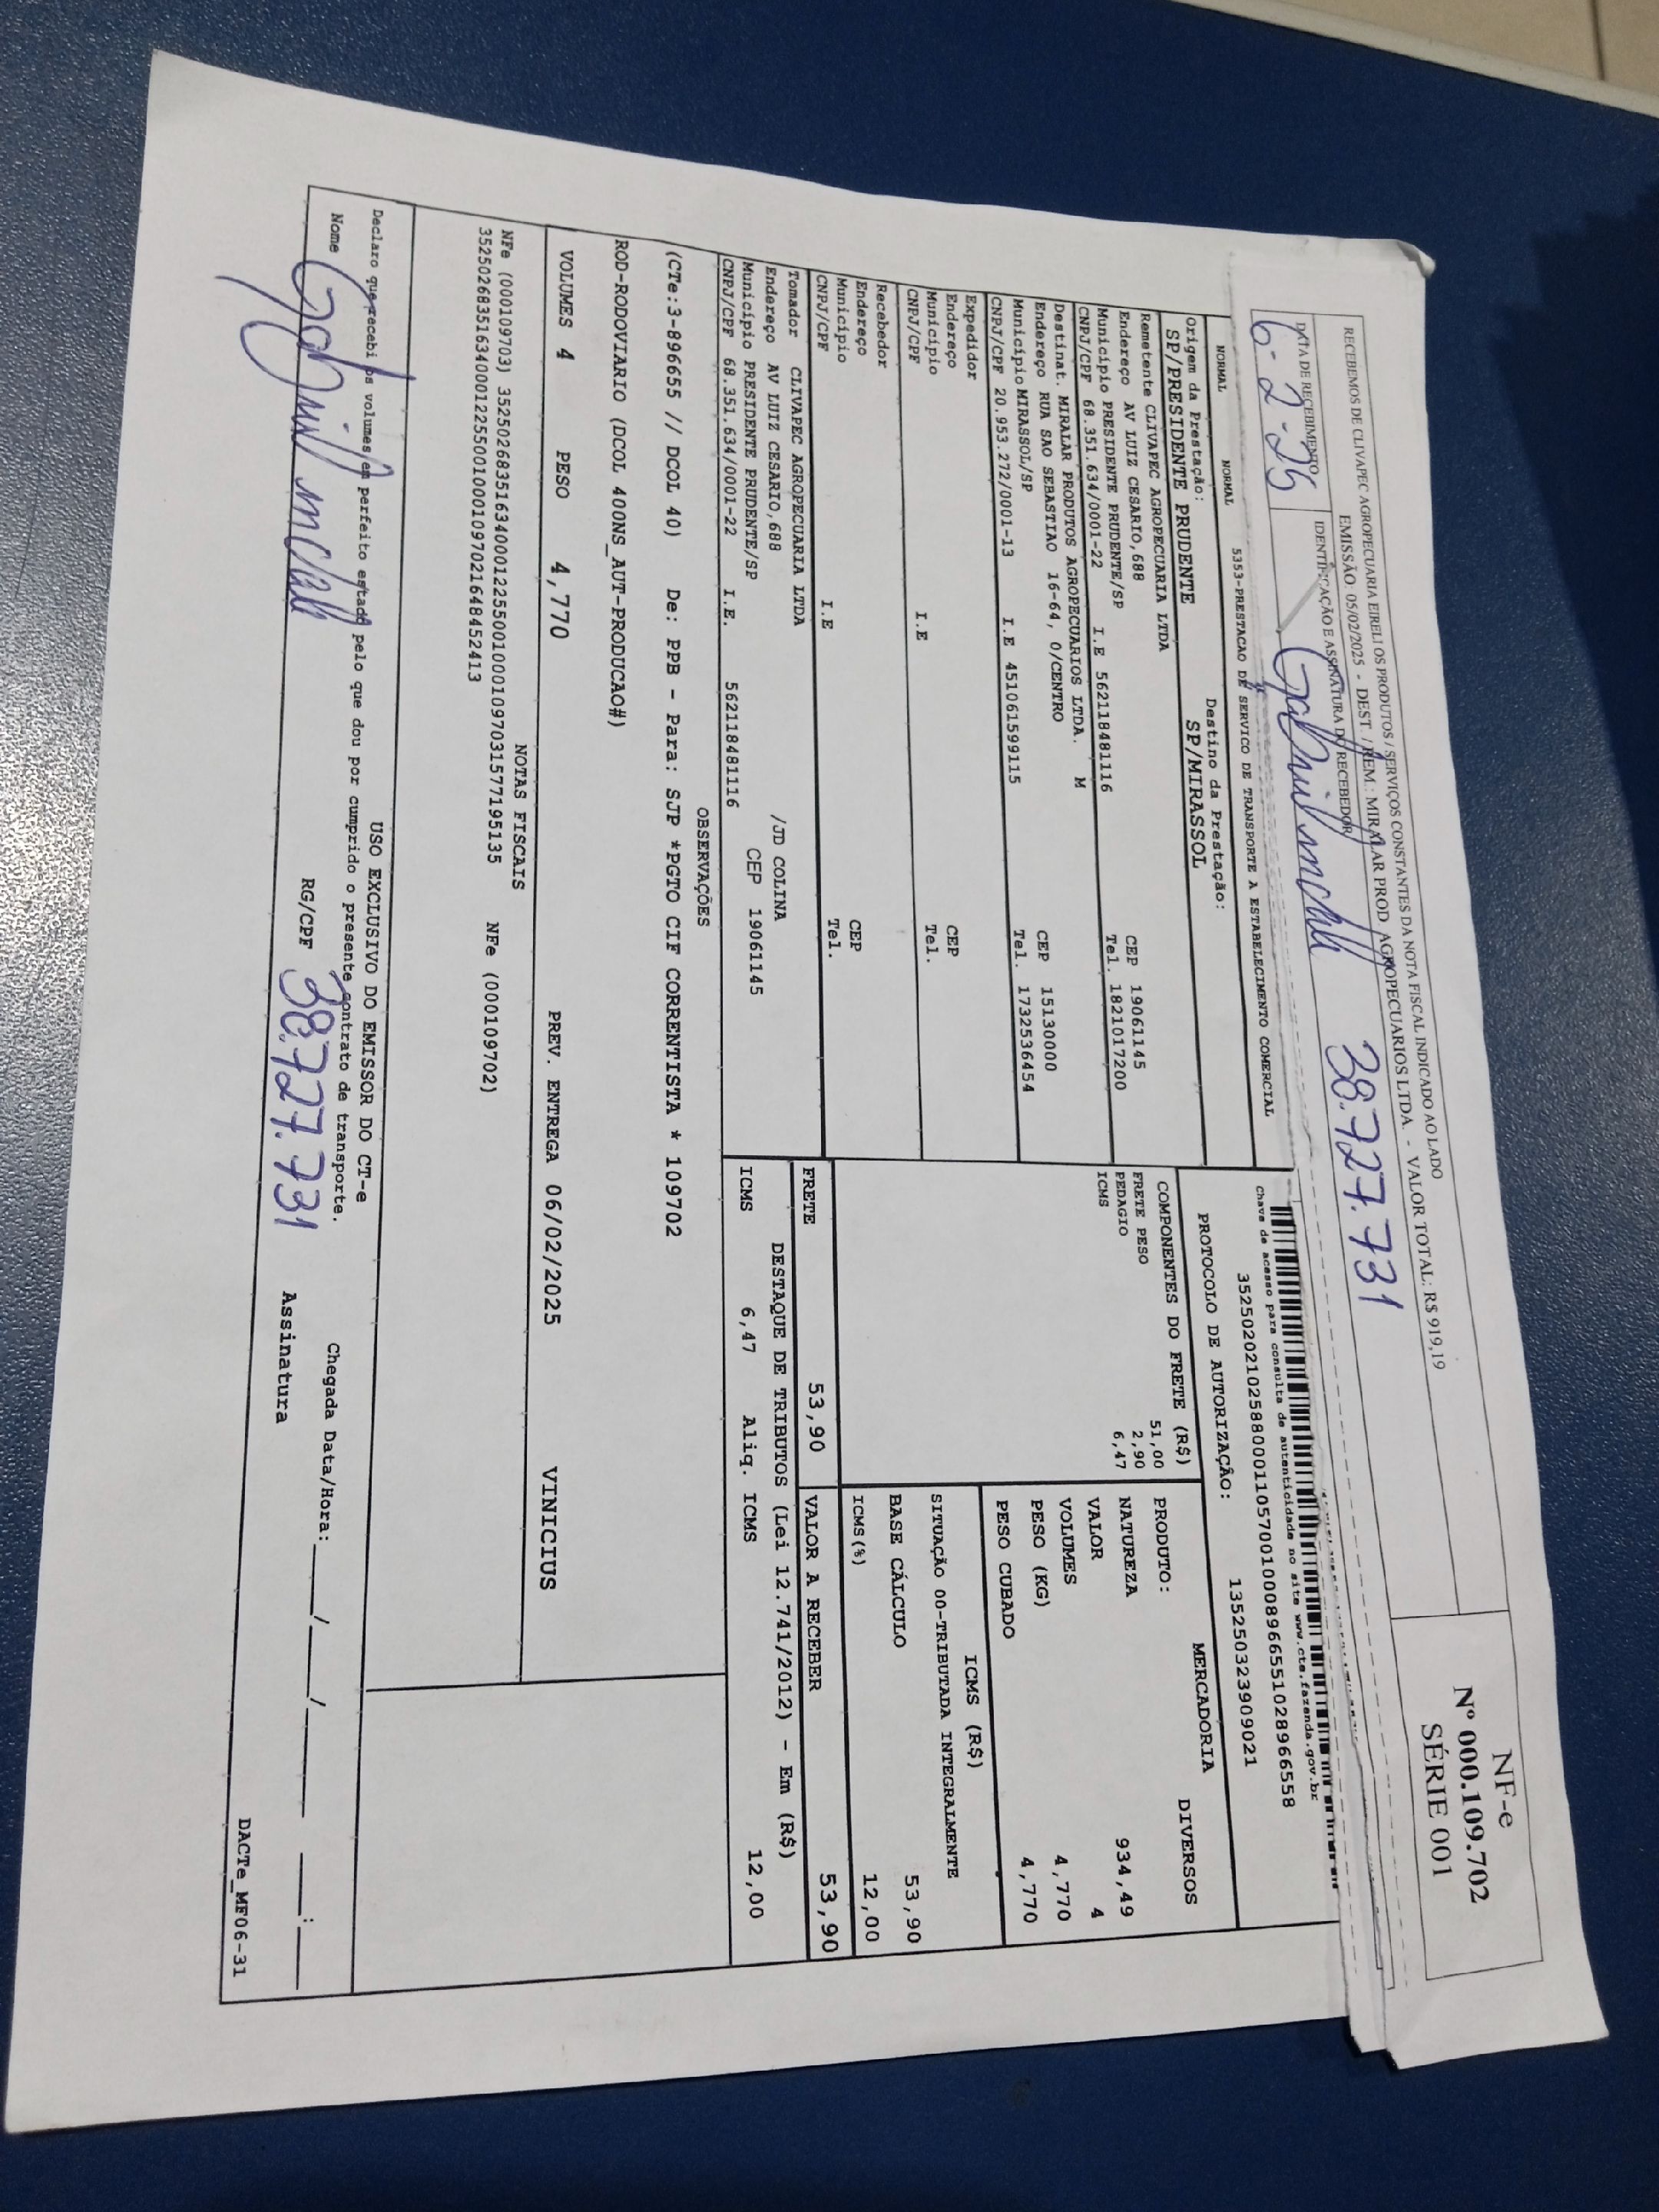 RECEBEMOS DE CLIVAPEC AGROPECUARIA EIRELI OS PRODUTOS / SERVIÇOS CONSTANTES DA NOTA FISCAL INDICADO AO LADO
EMISSÃO: 05/02/2025 - DEST. / REM.: MIRALAR PROD AGROPECUARIOS LTDA - VALOR TOTAL: R$ 919,19
NF-e
Nº 000.109.702
SÉRIE 001
DATA DE RECEBIMENTO
6-2-25
IDENTIFICAÇÃO E ASSINATURA DO RECEBEDOR
38.727.731
NORMAL NORMAL 5353-PRESTACAO DE SERVICO DE TRANSPORTE A ESTABELECIMENTO COMERCIAL
Chave de acesso para consulta de autenticidade no site www.cte.fazenda.gov.br
35250202102588000110570010008966551028966558
Origem da Prestação:
SP/PRESIDENTE PRUDENTE
Destino da Prestação:
SP/MIRASSOL
PROTOCOLO DE AUTORIZAÇÃO: 135250323909021
Remetente CLIVAPEC AGROPECUARIA LTDA
Endereço AV LUIZ CESARIO,688 CEP 19061145
Município PRESIDENTE PRUDENTE/SP Tel. 1821017200
CNPJ/CPF 68.351.634/0001-22 I.E 562118481116
Destinat. MIRALAR PRODUTOS AGROPECUARIOS LTDA. M
Endereço RUA SAO SEBASTIAO 16-64, 0/CENTRO CEP 15130000
Município MIRASSOL/SP Tel. 1732536454
CNPJ/CPF 20.953.272/0001-13 I.E 451061599115
Expedidor
Endereço CEP
Município Tel.
CNPJ/CPF I.E
Recebedor
Endereço CEP
Município Tel.
CNPJ/CPF I.E
COMPONENTES DO FRETE (R$)
FRETE PESO 51,00
PEDAGIO 2,90
ICMS 6,47
MERCADORIA
PRODUTO: DIVERSOS
NATUREZA
VALOR 934,49
VOLUMES 4
PESO (KG) 4,770
PESO CUBADO 4,770
ICMS (R$)
SITUAÇÃO 00-TRIBUTADA INTEGRALMENTE
BASE CÁLCULO 53,90
ICMS(%) 12,00
FRETE 53,90 VALOR A RECEBER 53,90
Tomador CLIVAPEC AGROPECUARIA LTDA
Endereço AV LUIZ CESARIO,688 /JD COLINA
Município PRESIDENTE PRUDENTE/SP CEP 19061145
CNPJ/CPF 68.351.634/0001-22 I.E. 562118481116
DESTAQUE DE TRIBUTOS (Lei 12.741/2012) - Em (R$)
ICMS 6,47 Aliq. ICMS 12,00
OBSERVAÇÕES
(CTe:3-896655 // DCOL 40) De: PPB - Para: SJP *PGTO CIF CORRENTISTA * 109702
ROD-RODOVIARIO (DCOL 400NS_AUT-PRODUCAO#)
VOLUMES 4 PESO 4,770 PREV. ENTREGA 06/02/2025 VINICIUS
NOTAS FISCAIS
NFe (000109703) 35250268351634000122550010001097031577195135 NFe (000109702)
35250268351634000122550010001097021648452413
USO EXCLUSIVO DO EMISSOR DO CT-e
Declaro que recebi os volumes em perfeito estado pelo que dou por cumprido o presente contrato de transporte.
Chegada Data/Hora: ____/____/______ ____:____
Nome RG/CPF 38.727.731 Assinatura
DACTe_MF06-31